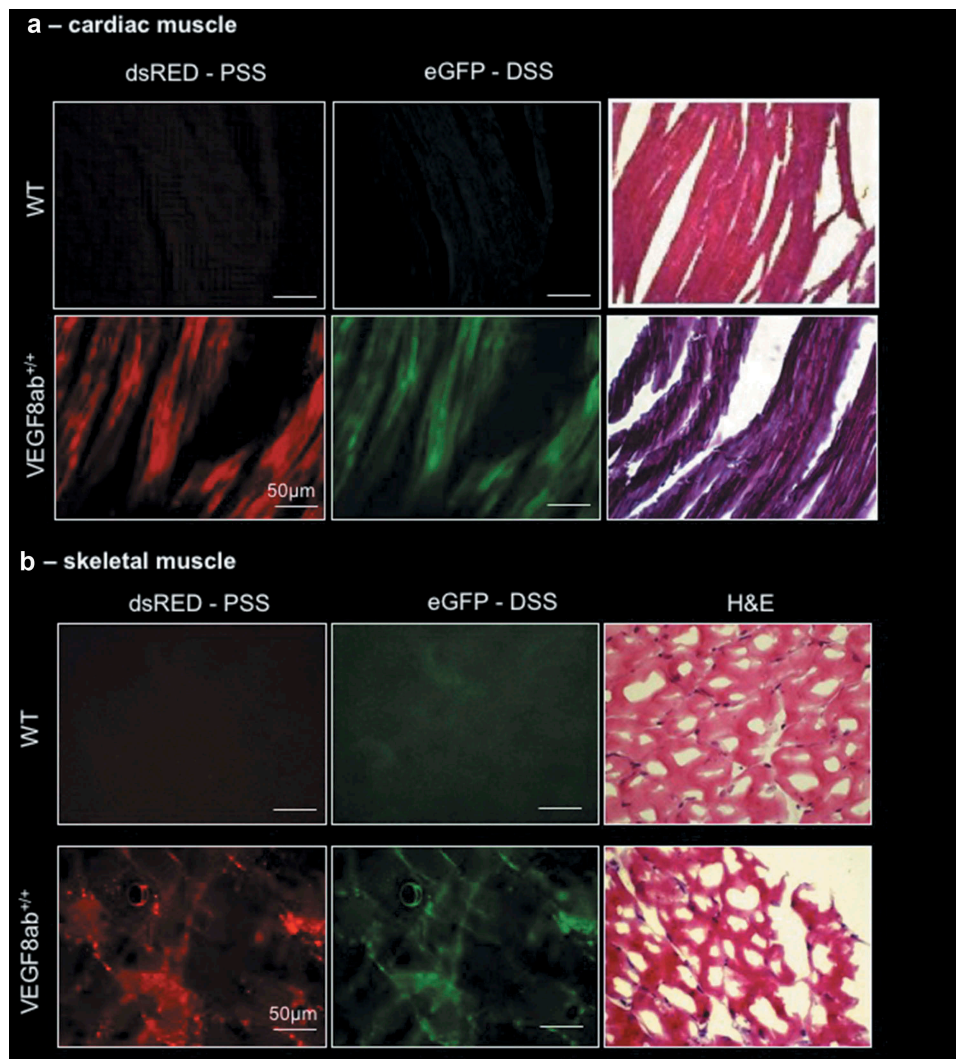 a – cardiac muscle
dsRED - PSS
eGFP - DSS
WT
VEGF8ab+/+
50µm
b – skeletal muscle
dsRED - PSS
eGFP - DSS
H&E
WT
VEGF8ab+/+
50µm